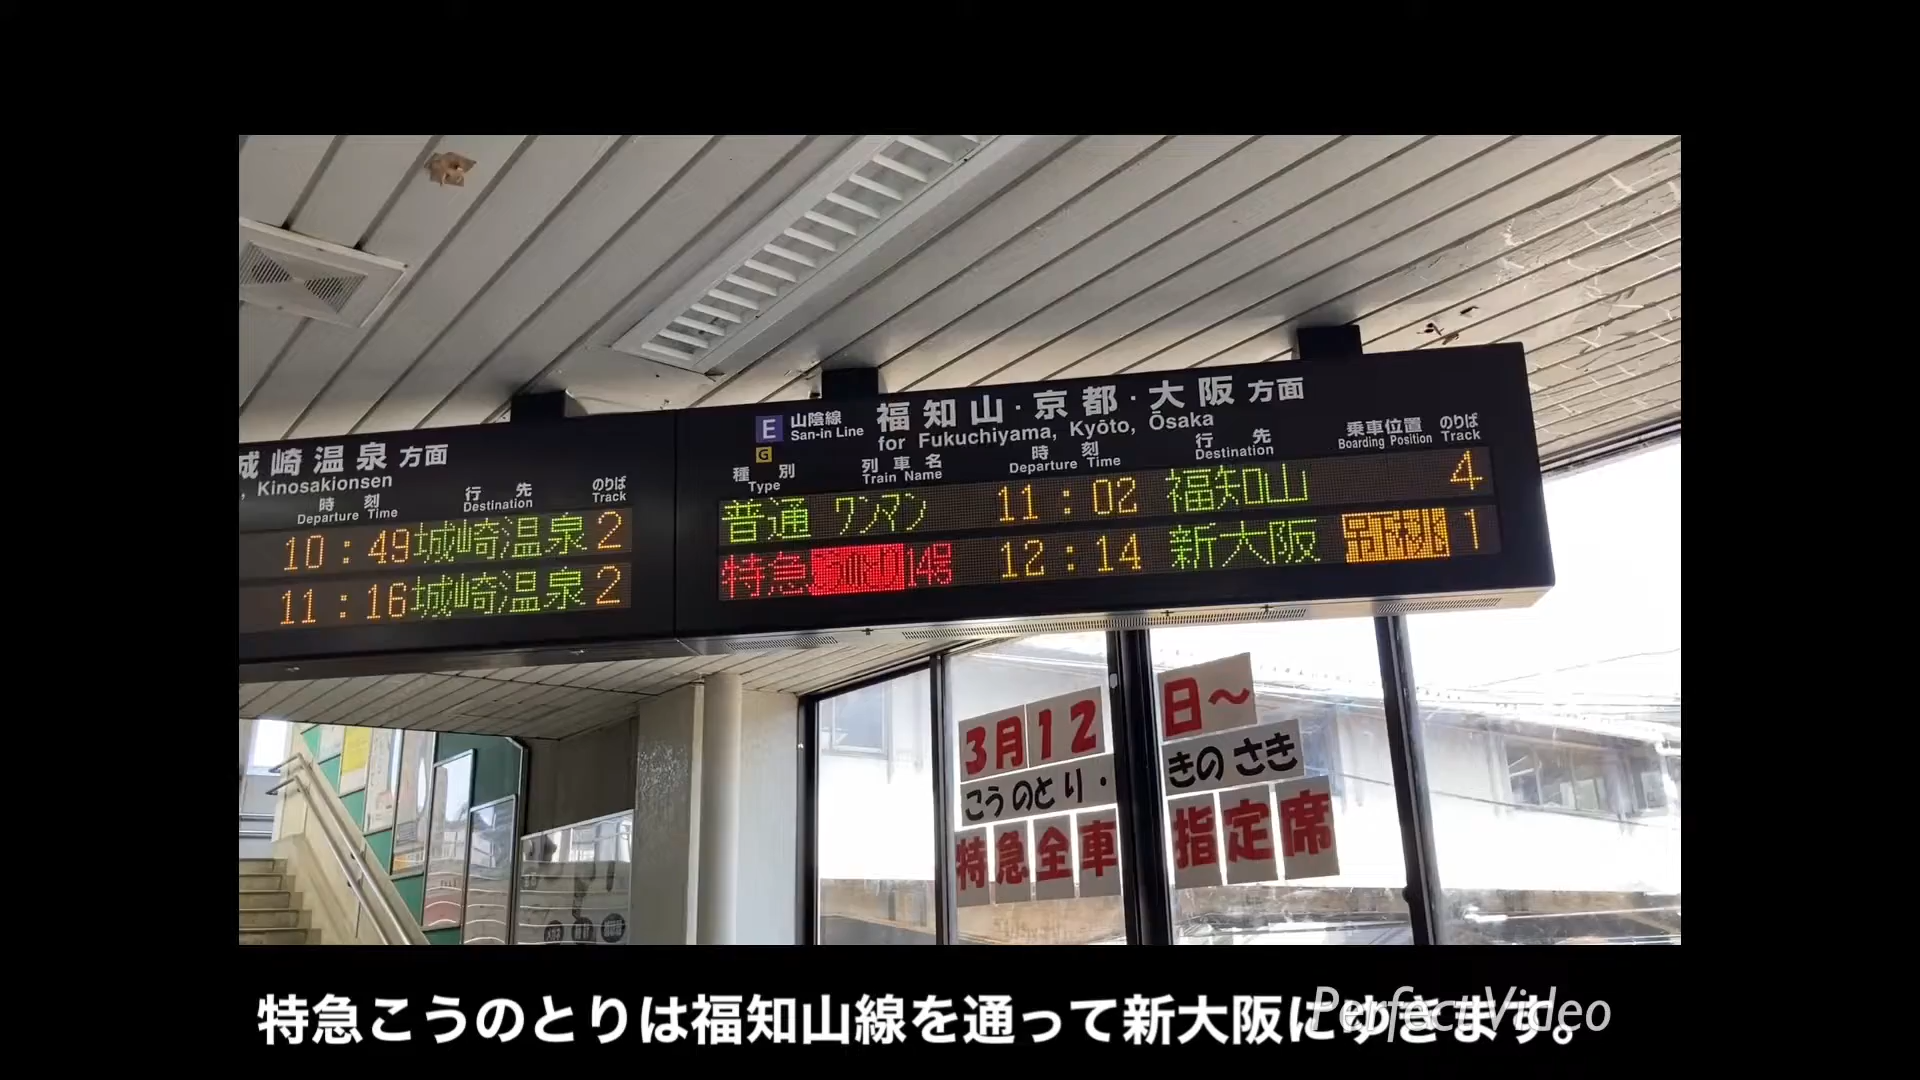 城崎温泉方面
, Kinosakionsen
時刻 行先 のりば
Departure Time Destination Track
10:49 城崎温泉 2
11:16 城崎温泉 2
E 山陰線 福知山・京都・大阪方面
San-in Line for Fukuchiyama, Kyōto, Ōsaka
G
種別 列車名 時刻 行先 乗車位置 のりば
Type Train Name Departure Time Destination Boarding Position Track
普通 ワンマン 11:02 福知山 4
特急 14号 12:14 新大阪 1
3月12日～
こうのとり・きのさき
特急全車指定席
特急こうのとりは福知山線を通って新大阪にゆきます。
Perfect Video